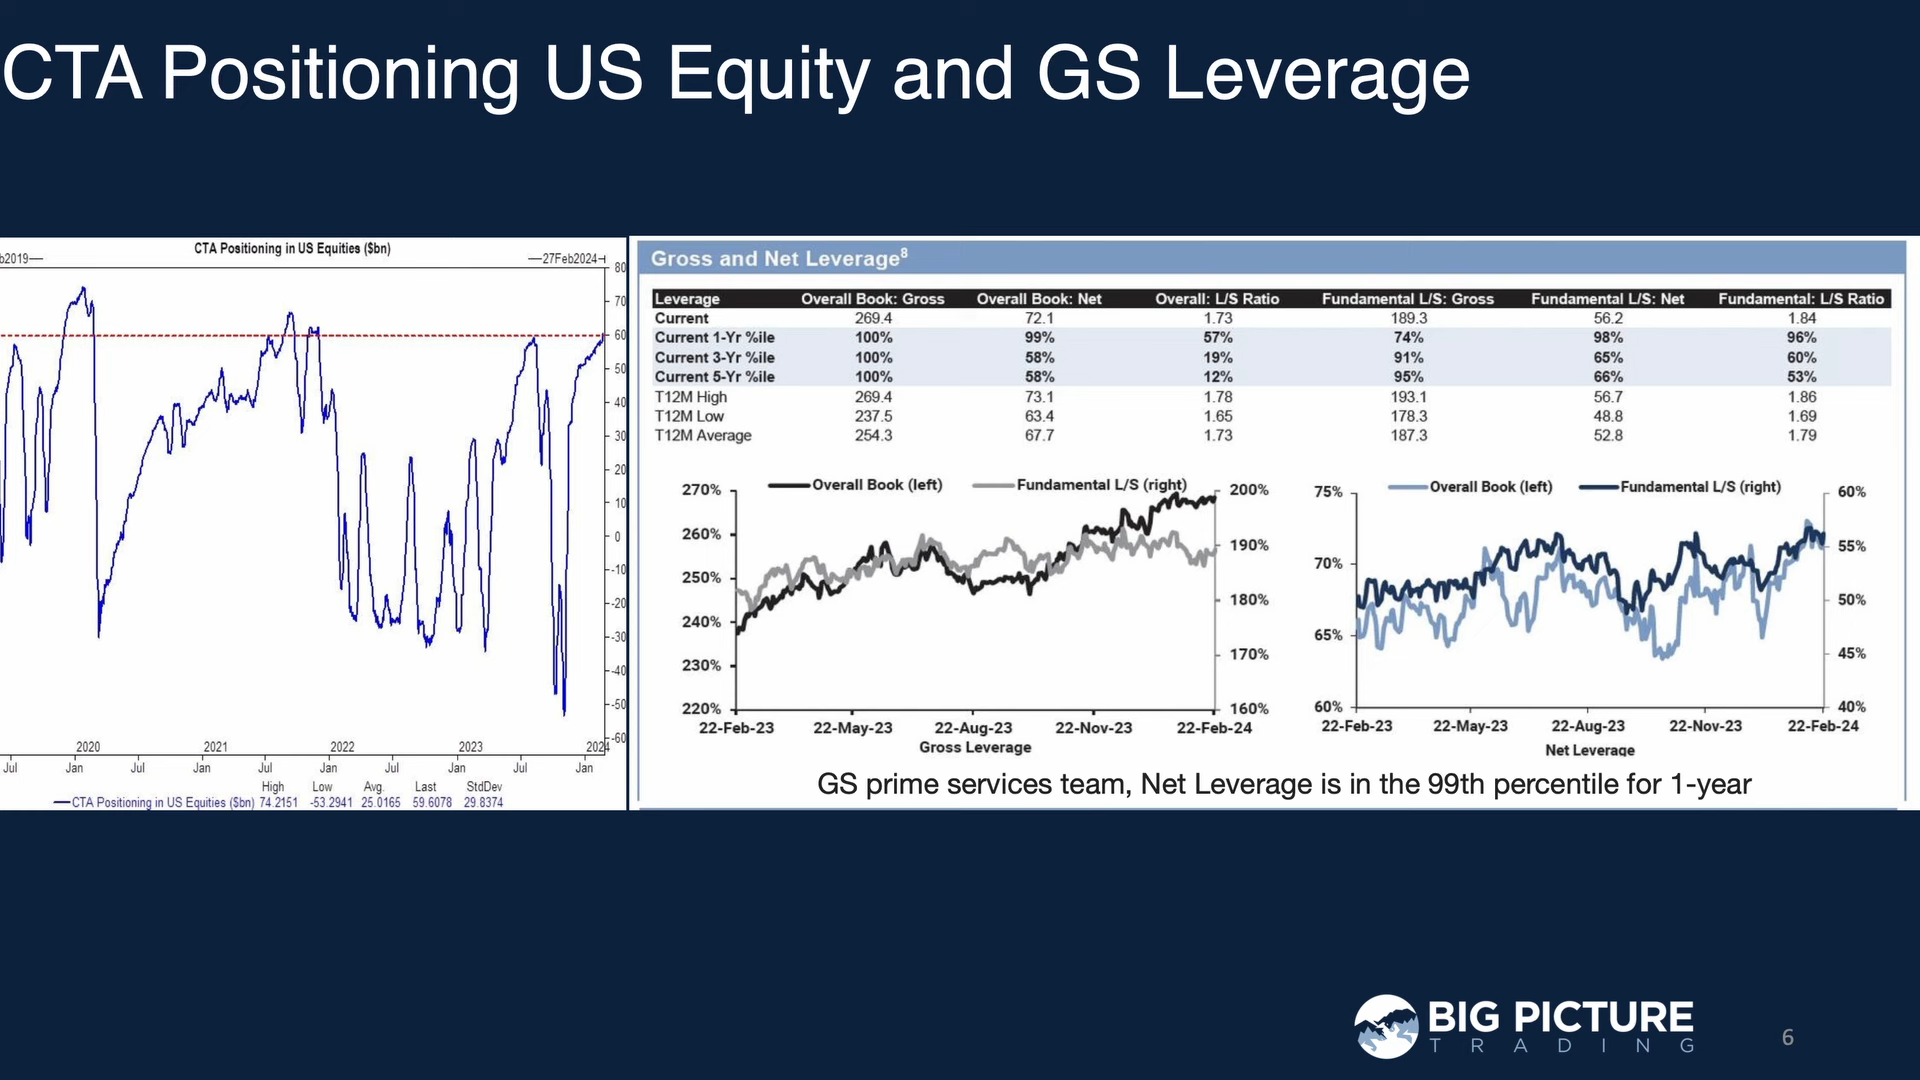 CTA Positioning US Equity and GS Leverage
CTA Positioning in US Equities ($bn)
b2019—
—27Feb2024
80
70
60
50
40
30
20
10
0
-10
-20
-30
-40
-50
-60
2020 2021 2022 2023 2024
Jul Jan Jul Jan Jul Jan Jul Jan Jul Jan
High Low Avg. Last StdDev
CTA Positioning in US Equities ($bn) 74.2151 -53.2941 25.0165 59.6078 29.8374
Gross and Net Leverage8
Leverage Overall Book: Gross Overall Book: Net Overall: L/S Ratio Fundamental L/S: Gross Fundamental L/S: Net Fundamental: L/S Ratio
Current 269.4 72.1 1.73 189.3 56.2 1.84
Current 1-Yr %ile 100% 99% 57% 74% 98% 96%
Current 3-Yr %ile 100% 58% 19% 91% 65% 60%
Current 5-Yr %ile 100% 58% 12% 95% 66% 53%
T12M High 269.4 73.1 1.78 193.1 56.7 1.86
T12M Low 237.5 63.4 1.65 178.3 48.8 1.69
T12M Average 254.3 67.7 1.73 187.3 52.8 1.79
Overall Book (left) Fundamental L/S (right)
270% 200%
260%
190%
250%
180%
240%
230% 170%
220% 160%
22-Feb-23 22-May-23 22-Aug-23 22-Nov-23 22-Feb-24
Gross Leverage
Overall Book (left) Fundamental L/S (right)
75% 60%
55%
70%
50%
65%
45%
60% 40%
22-Feb-23 22-May-23 22-Aug-23 22-Nov-23 22-Feb-24
Net Leverage
GS prime services team, Net Leverage is in the 99th percentile for 1-year
BIG PICTURE
TRADING
6